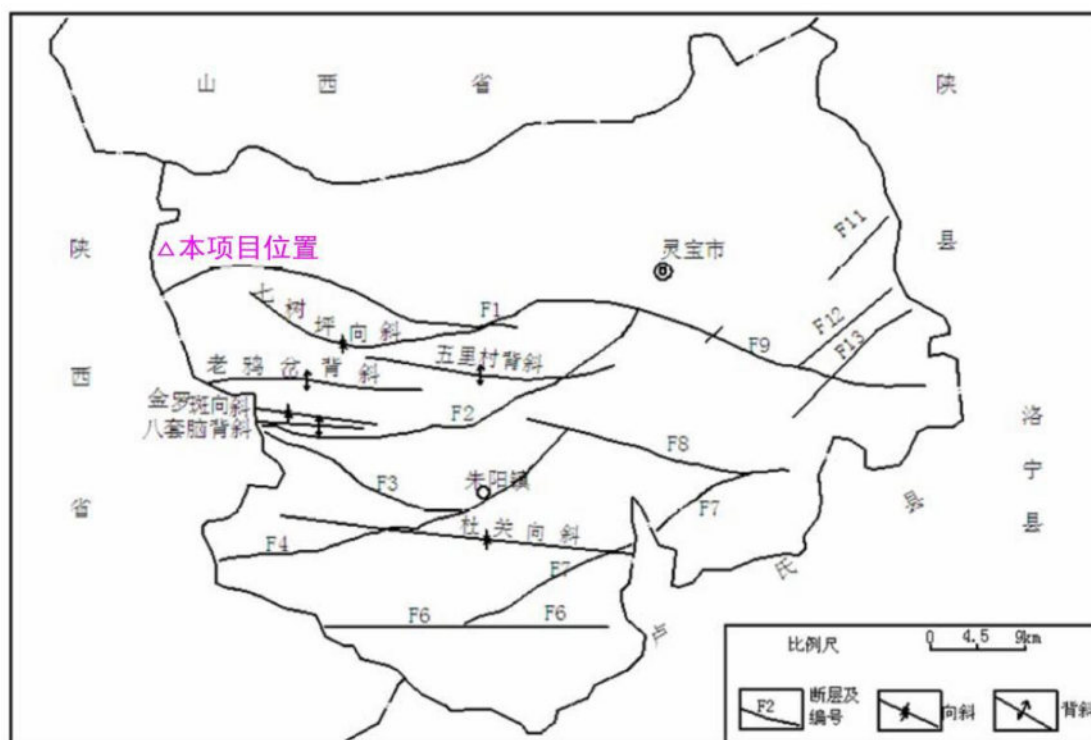 山西省
陕
县
F11
△本项目位置
灵宝市
七树坪向斜
F1
F12
F13
F9
五里村背斜
老鸦岔背斜
西
金罗斑向斜
八套脑背斜
F2
洛宁县
F8
F3
朱阳镇
省
F7
县
杜关向斜
F4
F7
氏
F6
F6
卢
比例尺
0 4.5 9km
F2
断层及编号
向斜
背斜